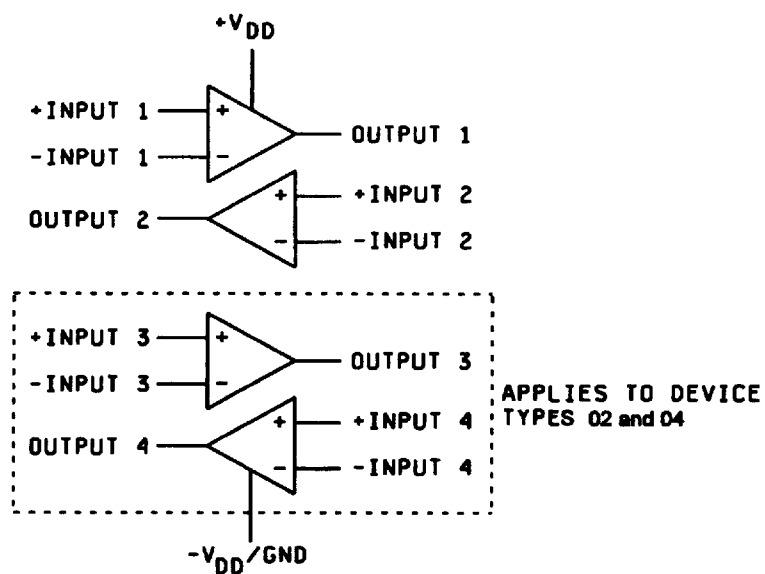 +VDD
+INPUT 1
+
OUTPUT 1
-INPUT 1
-
+
+INPUT 2
OUTPUT 2
-
-INPUT 2
+INPUT 3
+
OUTPUT 3
-INPUT 3
-
APPLIES TO DEVICE
TYPES 02 and 04
+
+INPUT 4
OUTPUT 4
-
-INPUT 4
-VDD/GND